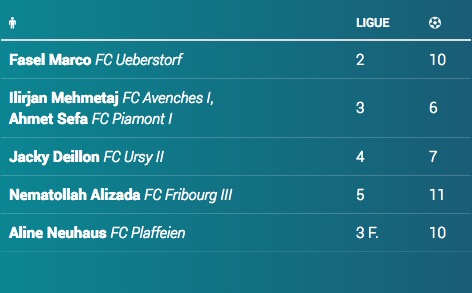 LIGUE
Fasel Marco FC Ueberstorf 2 10
Ilirjan Mehmetaj FC Avenches I,
Ahmet Sefa FC Piamont I 3 6
Jacky Deillon FC Ursy II 4 7
Nematollah Alizada FC Fribourg III 5 11
Aline Neuhaus FC Plaffeien 3 F. 10